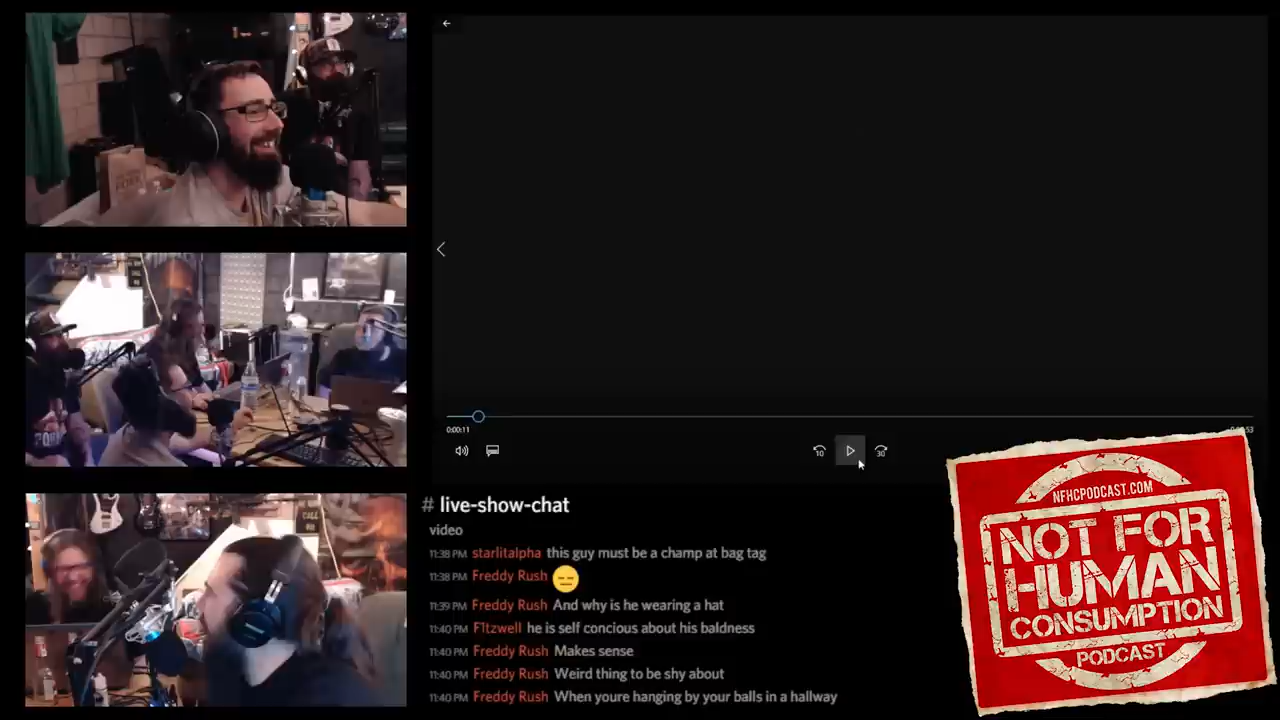 0:00:11
10
30
# live-show-chat
video
11:38 PM starlitalpha this guy must be a champ at bag tag
11:38 PM Freddy Rush 😑
11:39 PM Freddy Rush And why is he wearing a hat
11:40 PM F1tzwell he is self concious about his baldness
11:40 PM Freddy Rush Makes sense
11:40 PM Freddy Rush Weird thing to be shy about
11:40 PM Freddy Rush When youre hanging by your balls in a hallway
NFHCPODCAST.COM
NOT FOR
HUMAN
CONSUMPTION
PODCAST